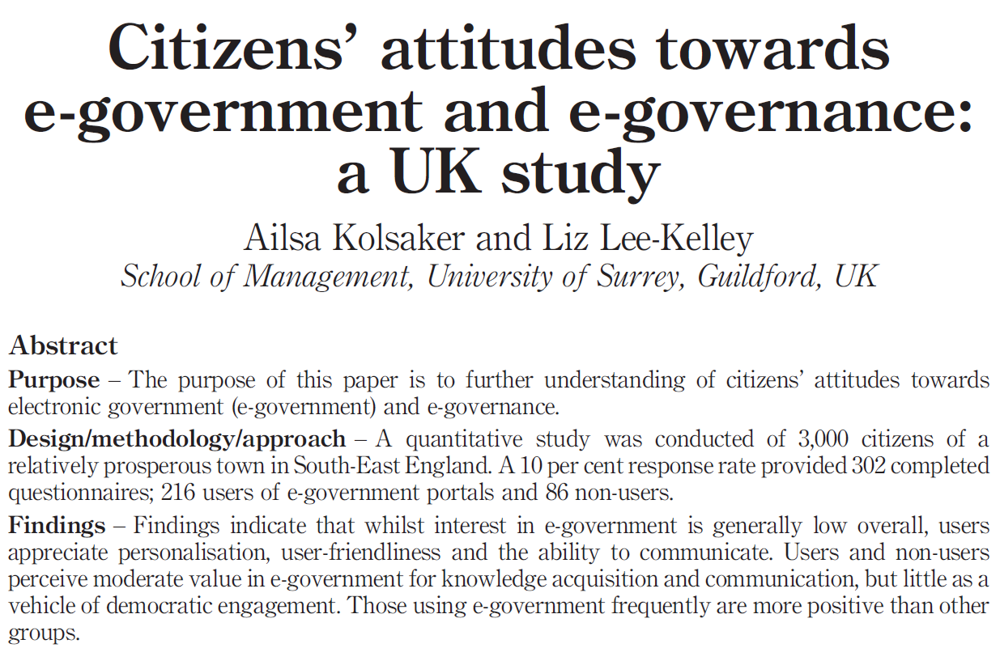 Citizens’ attitudes towards
e-government and e-governance:
a UK study
Ailsa Kolsaker and Liz Lee-Kelley
School of Management, University of Surrey, Guildford, UK
Abstract
Purpose – The purpose of this paper is to further understanding of citizens’ attitudes towards
electronic government (e-government) and e-governance.
Design/methodology/approach – A quantitative study was conducted of 3,000 citizens of a
relatively prosperous town in South-East England. A 10 per cent response rate provided 302 completed
questionnaires; 216 users of e-government portals and 86 non-users.
Findings – Findings indicate that whilst interest in e-government is generally low overall, users
appreciate personalisation, user-friendliness and the ability to communicate. Users and non-users
perceive moderate value in e-government for knowledge acquisition and communication, but little as a
vehicle of democratic engagement. Those using e-government frequently are more positive than other
groups.